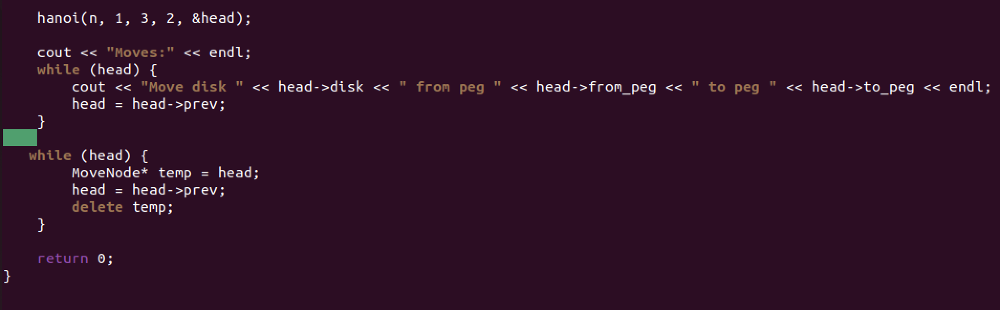 hanoi(n, 1, 3, 2, &head);
cout << "Moves:" << endl;
while (head) {
cout << "Move disk " << head->disk << " from peg " << head->from_peg << " to peg " << head->to_peg << endl;
head = head->prev;
}
while (head) {
MoveNode* temp = head;
head = head->prev;
delete temp;
}
return 0;
}